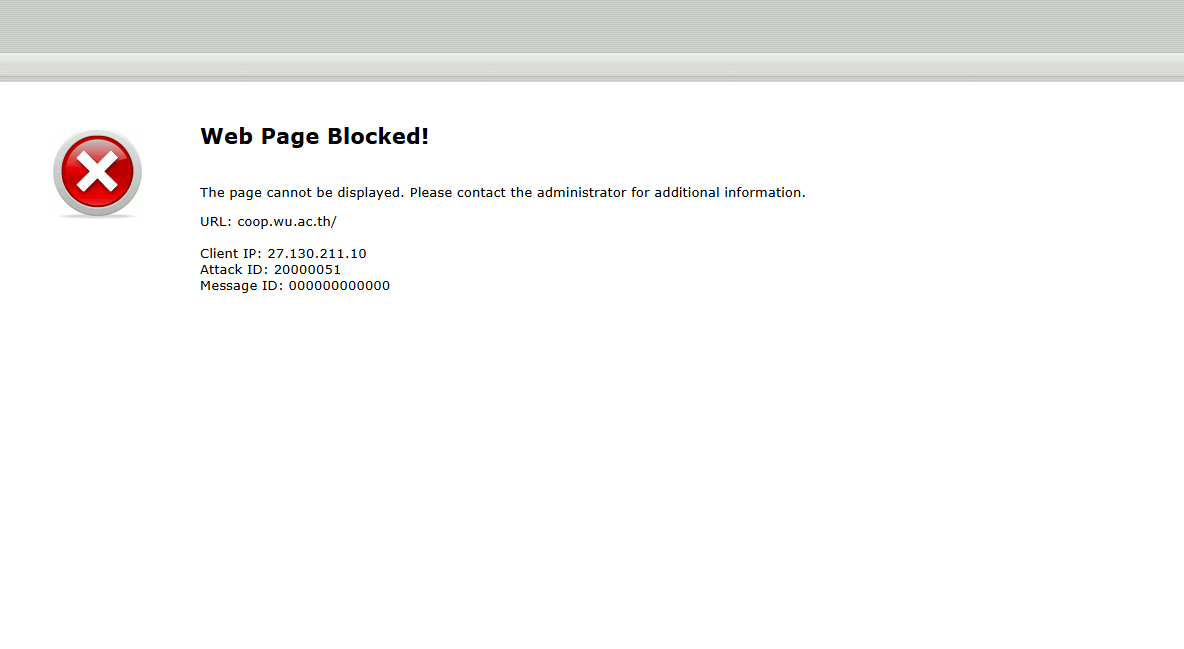 Web Page Blocked!
The page cannot be displayed. Please contact the administrator for additional information.
URL: coop.wu.ac.th/
Client IP: 27.130.211.10
Attack ID: 20000051
Message ID: 000000000000